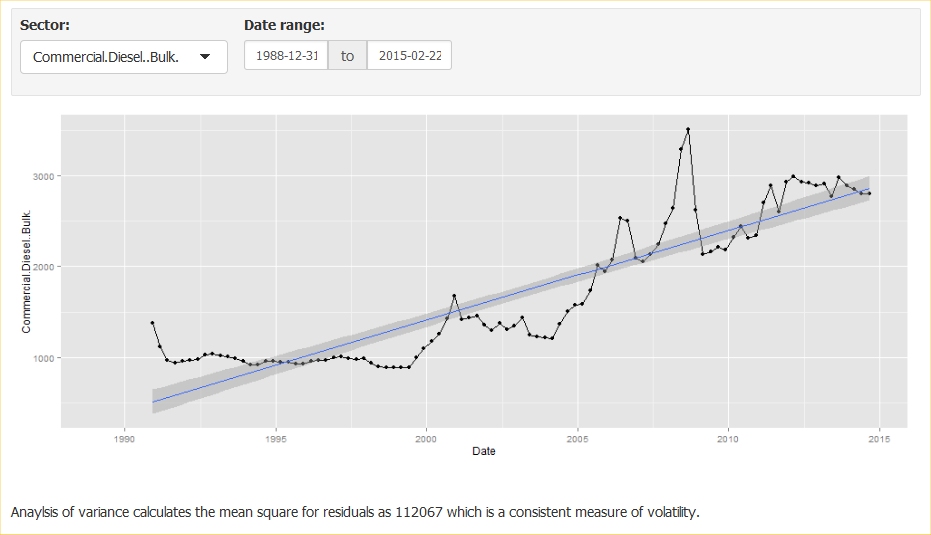 Sector:
Date range:
Commercial.Diesel..Bulk.
1988-12-31
to
2015-02-22
Commercial.Diesel..Bulk.
3000
2000
1000
1990
1995
2000
2005
2010
2015
Date
Anaylsis of variance calculates the mean square for residuals as 112067 which is a consistent measure of volatility.